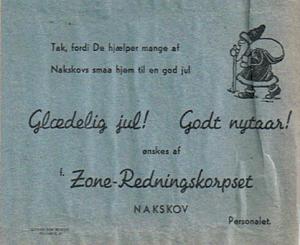 Tak, fordi De hjælper mange af
Nakskovs smaa hjem til en god jul
Glædelig jul! Godt nytaar!
ønskes af
f. Zone-Redningskorpset
NAKSKOV
Personalet.